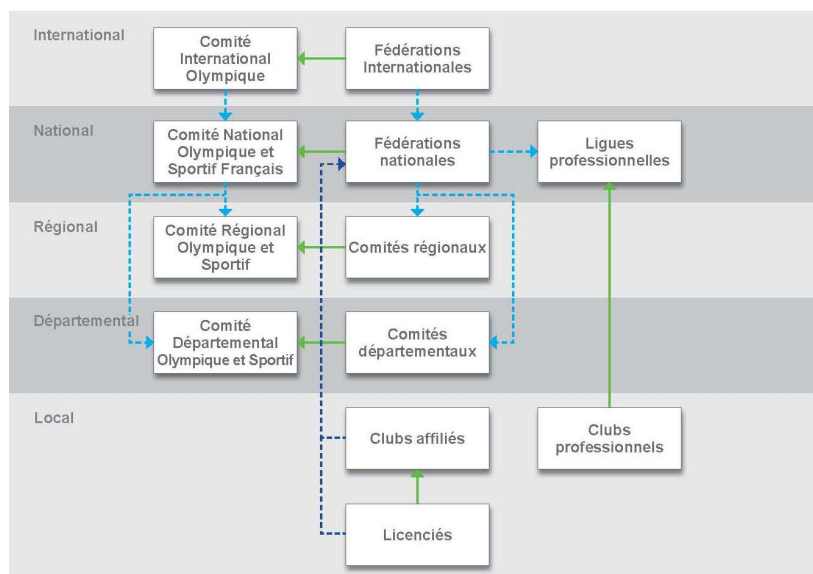 International
Comité
International
Olympique
Fédérations
Internationales
National
Comité National
Olympique et
Sportif Français
Fédérations
nationales
Ligues
professionnelles
Régional
Comité Régional
Olympique et
Sportif
Comités régionaux
Départemental
Comité
Départemental
Olympique et Sportif
Comités
départementaux
Local
Clubs affiliés
Clubs
professionnels
Licenciés